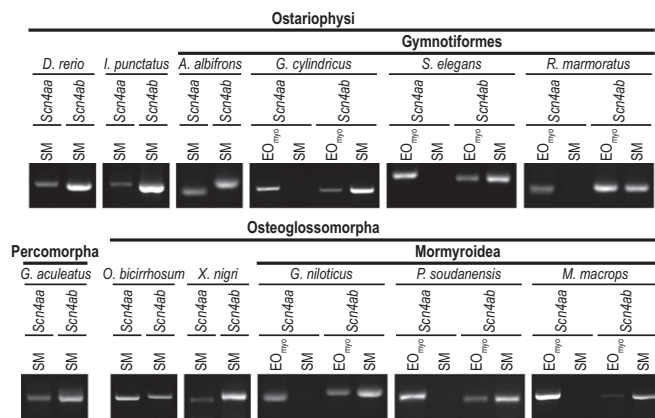 Ostariophysi
Gymnotiformes
D. rerio I. punctatus A. albifrons G. cylindricus S. elegans R. marmoratus
Scn4aa Scn4ab Scn4aa Scn4ab Scn4aa Scn4ab Scn4aa Scn4ab Scn4aa Scn4ab Scn4aa Scn4ab
SM SM SM SM SM SM EOmyo SM EOmyo SM EOmyo SM EOmyo SM EOmyo SM EOmyo SM
Osteoglossomorpha
Percomorpha Mormyroidea
G. aculeatus O. bicirrhosum X. nigri G. niloticus P. soudanensis M. macrops
Scn4aa Scn4ab Scn4aa Scn4ab Scn4aa Scn4ab Scn4aa Scn4ab Scn4aa Scn4ab Scn4aa Scn4ab
SM SM SM SM SM SM EOmyo SM EOmyo SM EOmyo SM EOmyo SM EOmyo SM EOmyo SM